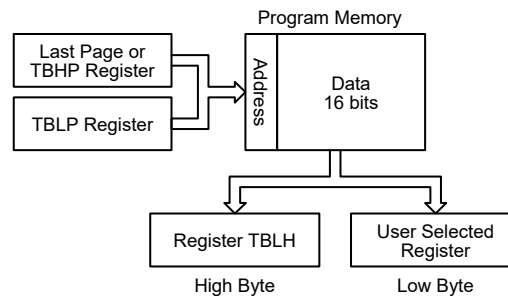 Program Memory
Last Page or
TBHP Register
TBLP Register
Address
Data
16 bits
Register TBLH
User Selected
Register
High Byte
Low Byte